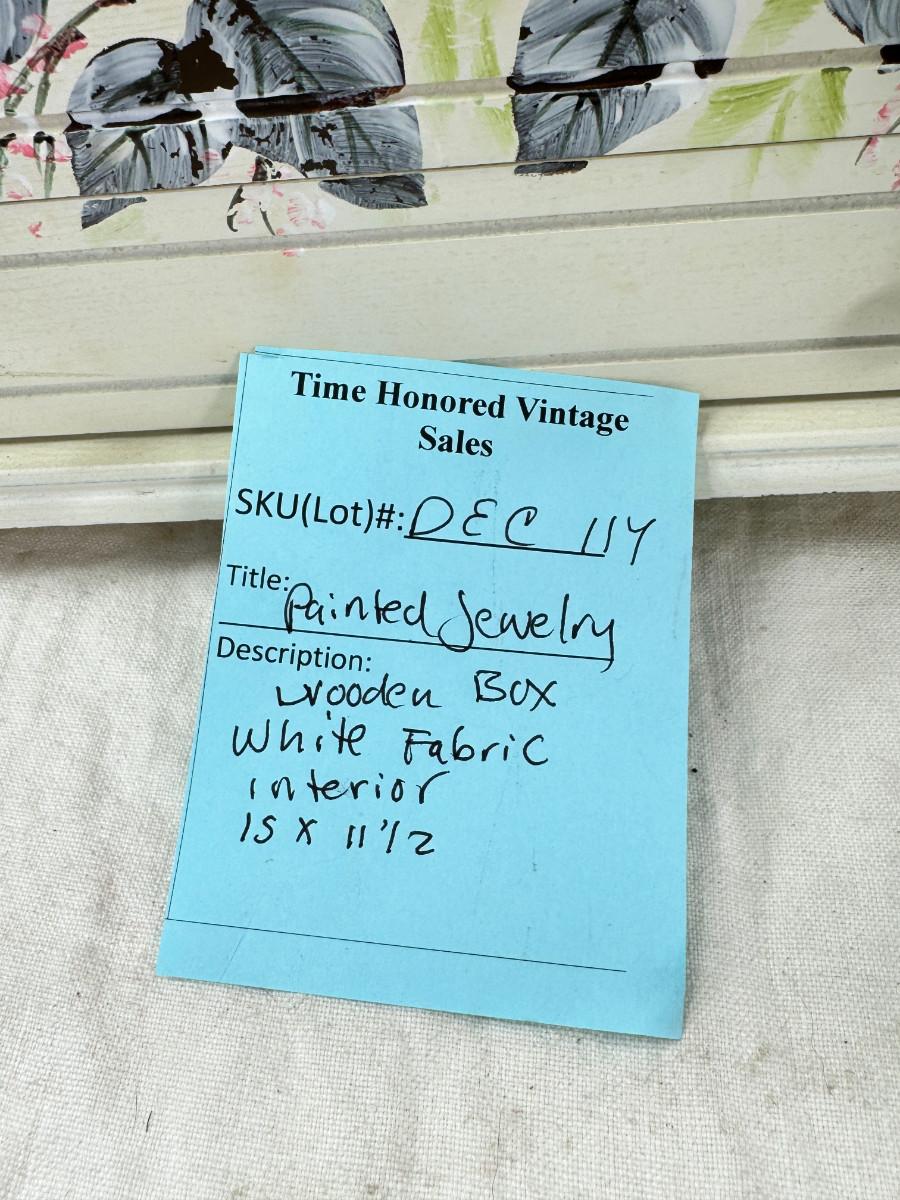 Time Honored Vintage
Sales
SKU(Lot)#: DEC 114
Title: Painted Jewelry
Description:
Wooden Box
White Fabric
interior
15 x 11 1/2